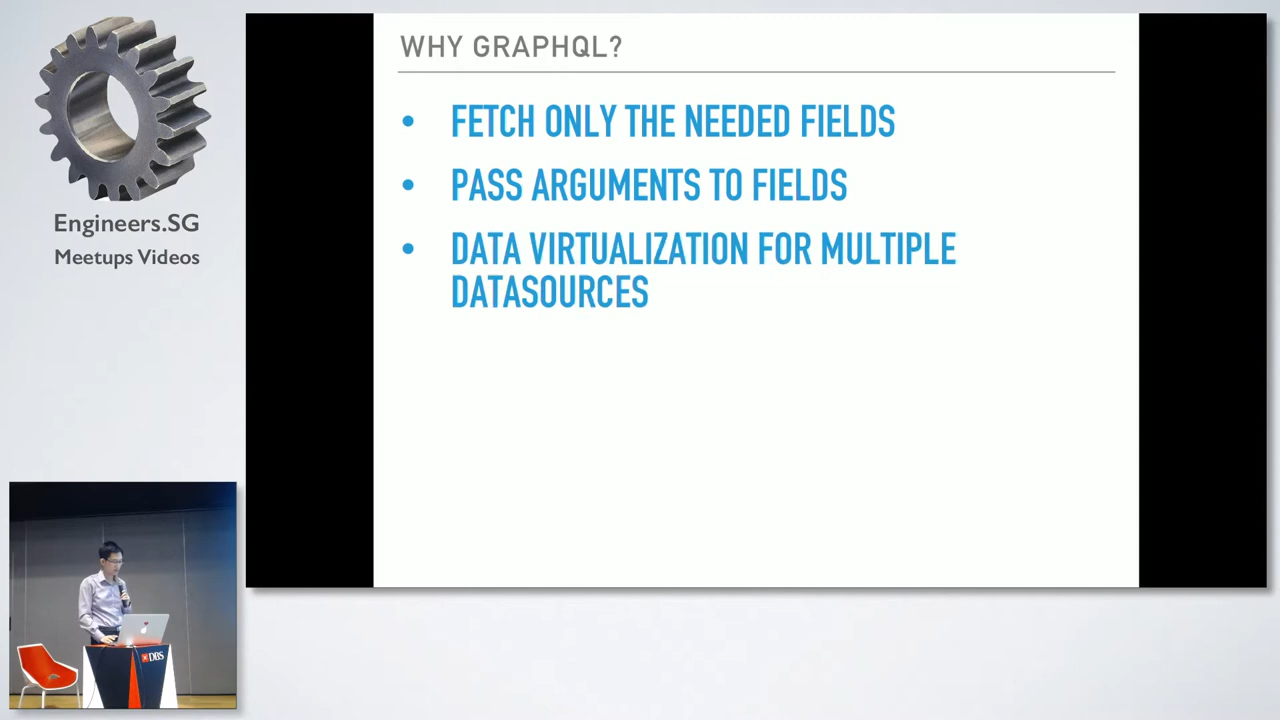 WHY GRAPHQL?
• FETCH ONLY THE NEEDED FIELDS
• PASS ARGUMENTS TO FIELDS
• DATA VIRTUALIZATION FOR MULTIPLE
DATASOURCES
Engineers.SG
Meetups Videos
DBS